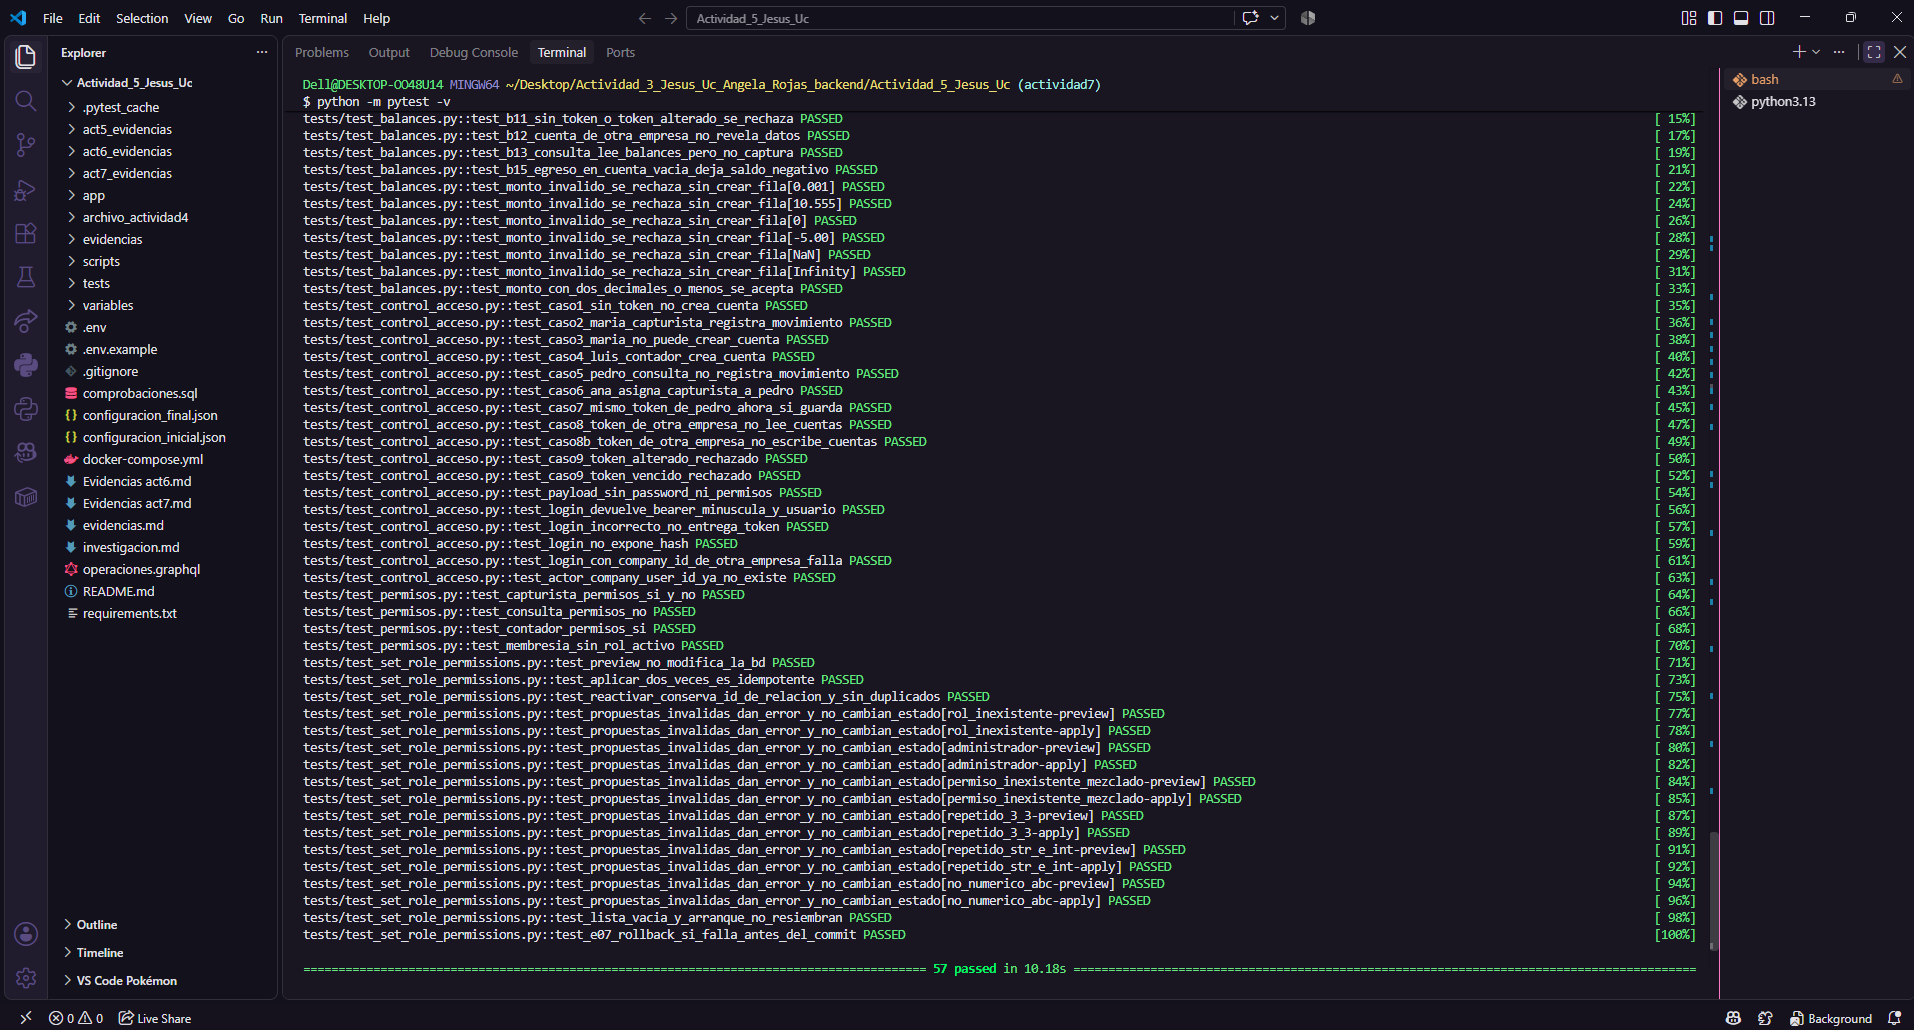 File Edit Selection View Go Run Terminal Help
Actividad_5_Jesus_Uc
Explorer
Actividad_5_Jesus_Uc
.pytest_cache
act5_evidencias
act6_evidencias
act7_evidencias
app
archivo_actividad4
evidencias
scripts
tests
variables
.env
.env.example
.gitignore
comprobaciones.sql
configuracion_final.json
configuracion_inicial.json
docker-compose.yml
Evidencias act6.md
Evidencias act7.md
evidencias.md
investigacion.md
operaciones.graphql
README.md
requirements.txt
Outline
Timeline
VS Code Pokémon
Problems Output Debug Console Terminal Ports
Dell@DESKTOP-OO48U14 MINGW64 ~/Desktop/Actividad_3_Jesus_Uc_Angela_Rojas_backend/Actividad_5_Jesus_Uc (actividad7)
$ python -m pytest -v
tests/test_balances.py::test_b11_sin_token_o_token_alterado_se_rechaza PASSED [ 15%]
tests/test_balances.py::test_b12_cuenta_de_otra_empresa_no_revela_datos PASSED [ 17%]
tests/test_balances.py::test_b13_consulta_lee_balances_pero_no_captura PASSED [ 19%]
tests/test_balances.py::test_b15_egreso_en_cuenta_vacia_deja_saldo_negativo PASSED [ 21%]
tests/test_balances.py::test_monto_invalido_se_rechaza_sin_crear_fila[0.001] PASSED [ 22%]
tests/test_balances.py::test_monto_invalido_se_rechaza_sin_crear_fila[10.555] PASSED [ 24%]
tests/test_balances.py::test_monto_invalido_se_rechaza_sin_crear_fila[0] PASSED [ 26%]
tests/test_balances.py::test_monto_invalido_se_rechaza_sin_crear_fila[-5.00] PASSED [ 28%]
tests/test_balances.py::test_monto_invalido_se_rechaza_sin_crear_fila[NaN] PASSED [ 29%]
tests/test_balances.py::test_monto_invalido_se_rechaza_sin_crear_fila[Infinity] PASSED [ 31%]
tests/test_balances.py::test_monto_con_dos_decimales_o_menos_se_acepta PASSED [ 33%]
tests/test_control_acceso.py::test_caso1_sin_token_no_crea_cuenta PASSED [ 35%]
tests/test_control_acceso.py::test_caso2_maria_capturista_registra_movimiento PASSED [ 36%]
tests/test_control_acceso.py::test_caso3_maria_no_puede_crear_cuenta PASSED [ 38%]
tests/test_control_acceso.py::test_caso4_luis_contador_crea_cuenta PASSED [ 40%]
tests/test_control_acceso.py::test_caso5_pedro_consulta_no_registra_movimiento PASSED [ 42%]
tests/test_control_acceso.py::test_caso6_ana_asigna_capturista_a_pedro PASSED [ 43%]
tests/test_control_acceso.py::test_caso7_mismo_token_de_pedro_ahora_si_guarda PASSED [ 45%]
tests/test_control_acceso.py::test_caso8_token_de_otra_empresa_no_lee_cuentas PASSED [ 47%]
tests/test_control_acceso.py::test_caso8b_token_de_otra_empresa_no_escribe_cuentas PASSED [ 49%]
tests/test_control_acceso.py::test_caso9_token_alterado_rechazado PASSED [ 50%]
tests/test_control_acceso.py::test_caso9_token_vencido_rechazado PASSED [ 52%]
tests/test_control_acceso.py::test_payload_sin_password_ni_permisos PASSED [ 54%]
tests/test_control_acceso.py::test_login_devuelve_bearer_minuscula_y_usuario PASSED [ 56%]
tests/test_control_acceso.py::test_login_incorrecto_no_entrega_token PASSED [ 57%]
tests/test_control_acceso.py::test_login_no_expone_hash PASSED [ 59%]
tests/test_control_acceso.py::test_login_con_company_id_de_otra_empresa_falla PASSED [ 61%]
tests/test_control_acceso.py::test_actor_company_user_id_ya_no_existe PASSED [ 63%]
tests/test_permisos.py::test_capturista_permisos_si_y_no PASSED [ 64%]
tests/test_permisos.py::test_consulta_permisos_no PASSED [ 66%]
tests/test_permisos.py::test_contador_permisos_si PASSED [ 68%]
tests/test_permisos.py::test_membresia_sin_rol_activo PASSED [ 70%]
tests/test_set_role_permissions.py::test_preview_no_modifica_la_bd PASSED [ 71%]
tests/test_set_role_permissions.py::test_aplicar_dos_veces_es_idempotente PASSED [ 73%]
tests/test_set_role_permissions.py::test_reactivar_conserva_id_de_relacion_y_sin_duplicados PASSED [ 75%]
tests/test_set_role_permissions.py::test_propuestas_invalidas_dan_error_y_no_cambian_estado[rol_inexistente-preview] PASSED [ 77%]
tests/test_set_role_permissions.py::test_propuestas_invalidas_dan_error_y_no_cambian_estado[rol_inexistente-apply] PASSED [ 78%]
tests/test_set_role_permissions.py::test_propuestas_invalidas_dan_error_y_no_cambian_estado[administrador-preview] PASSED [ 80%]
tests/test_set_role_permissions.py::test_propuestas_invalidas_dan_error_y_no_cambian_estado[administrador-apply] PASSED [ 82%]
tests/test_set_role_permissions.py::test_propuestas_invalidas_dan_error_y_no_cambian_estado[permiso_inexistente_mezclado-preview] PASSED [ 84%]
tests/test_set_role_permissions.py::test_propuestas_invalidas_dan_error_y_no_cambian_estado[permiso_inexistente_mezclado-apply] PASSED [ 85%]
tests/test_set_role_permissions.py::test_propuestas_invalidas_dan_error_y_no_cambian_estado[repetido_3_3-preview] PASSED [ 87%]
tests/test_set_role_permissions.py::test_propuestas_invalidas_dan_error_y_no_cambian_estado[repetido_3_3-apply] PASSED [ 89%]
tests/test_set_role_permissions.py::test_propuestas_invalidas_dan_error_y_no_cambian_estado[repetido_str_e_int-preview] PASSED [ 91%]
tests/test_set_role_permissions.py::test_propuestas_invalidas_dan_error_y_no_cambian_estado[repetido_str_e_int-apply] PASSED [ 92%]
tests/test_set_role_permissions.py::test_propuestas_invalidas_dan_error_y_no_cambian_estado[no_numerico_abc-preview] PASSED [ 94%]
tests/test_set_role_permissions.py::test_propuestas_invalidas_dan_error_y_no_cambian_estado[no_numerico_abc-apply] PASSED [ 96%]
tests/test_set_role_permissions.py::test_lista_vacia_y_arranque_no_resiembran PASSED [ 98%]
tests/test_set_role_permissions.py::test_e07_rollback_si_falla_antes_del_commit PASSED [100%]
57 passed in 10.18s
bash
python3.13
0 0 Live Share
Background